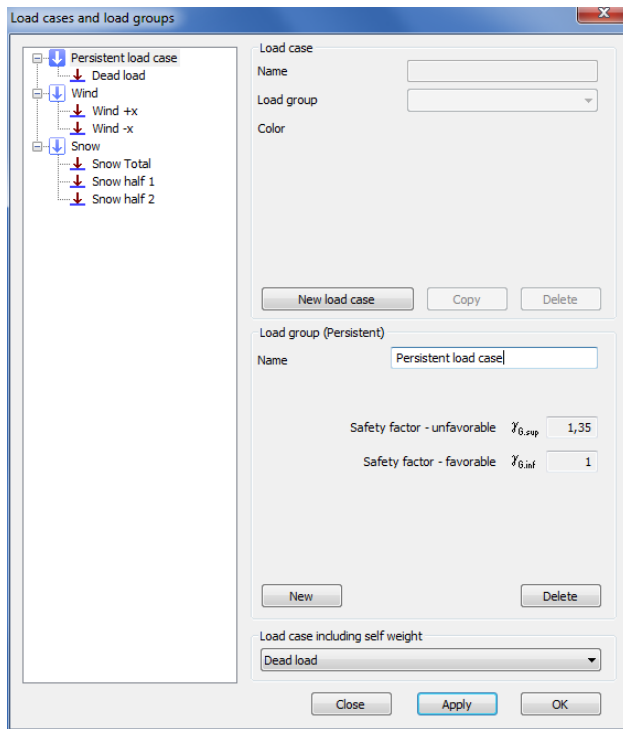 Load cases and load groups
Persistent load case
Dead load
Wind
Wind +x
Wind -x
Snow
Snow Total
Snow half 1
Snow half 2
Load case
Name
Load group
Color
New load case
Copy
Delete
Load group (Persistent)
Name
Persistent load case
Safety factor - unfavorable γG.sup 1,35
Safety factor - favorable γG.inf 1
New
Delete
Load case including self weight
Dead load
Close
Apply
OK